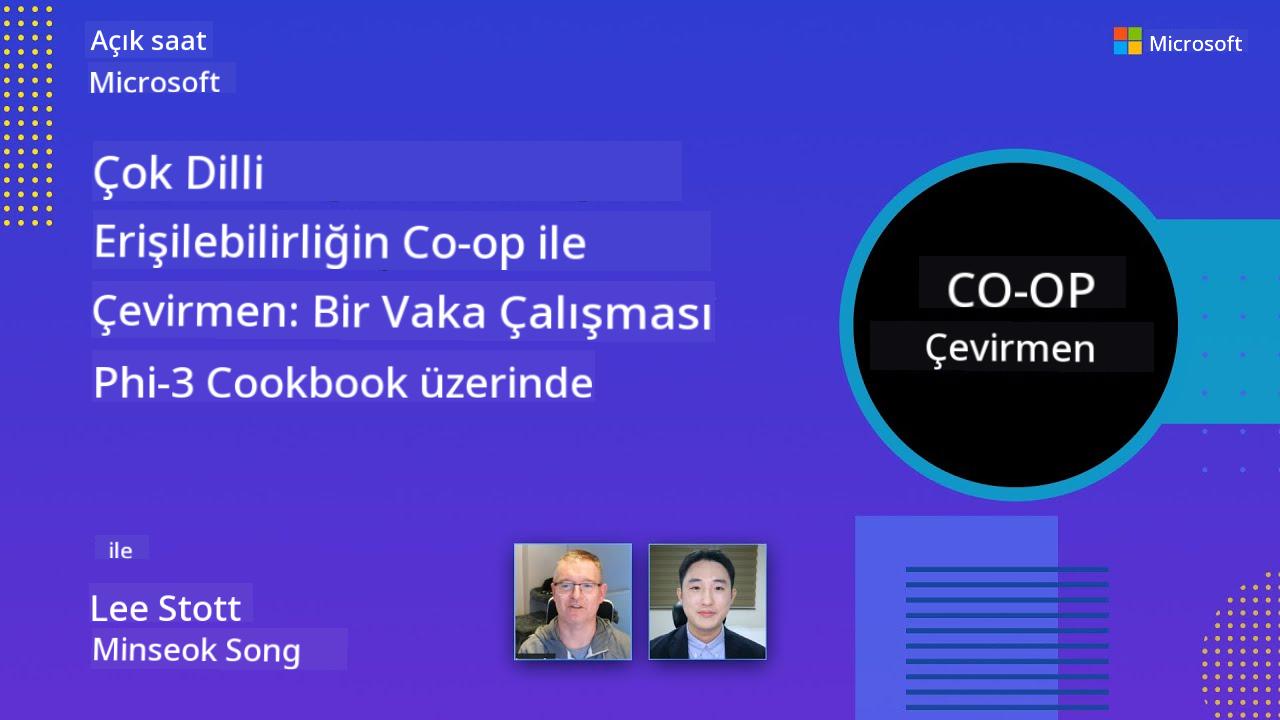 Açık saat
Microsoft
Microsoft
Çok Dilli
Erişilebilirliğin Co-op ile
Çevirmen: Bir Vaka Çalışması
Phi-3 Cookbook üzerinde
CO-OP
Çevirmen
ile
Lee Stott
Minseok Song